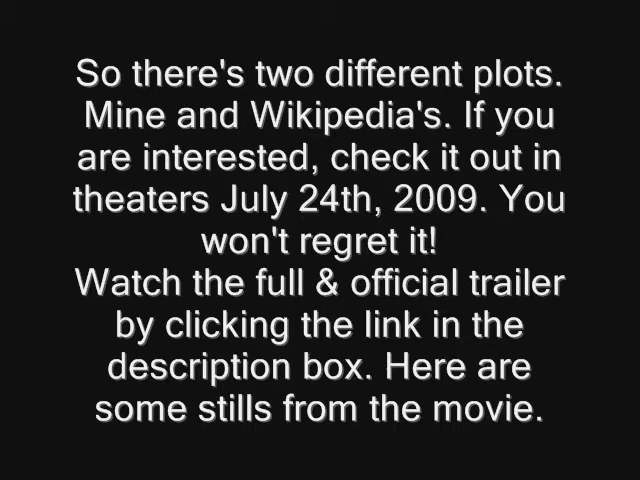 So there's two different plots.
Mine and Wikipedia's. If you
are interested, check it out in
theaters July 24th, 2009. You
won't regret it!
Watch the full & official trailer
by clicking the link in the
description box. Here are
some stills from the movie.